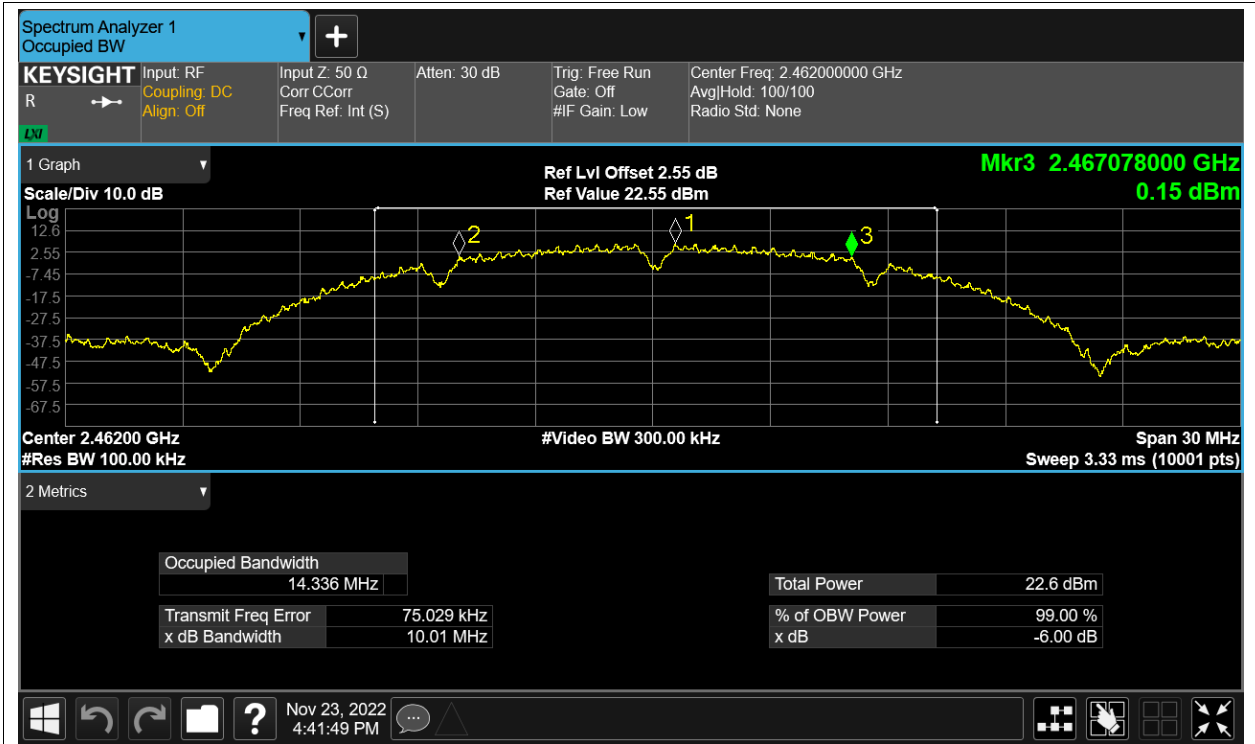 Spectrum Analyzer 1
Occupied BW
KEYSIGHT
R
LXI
Input: RF
Coupling: DC
Align: Off
Input Z: 50 Ω
Corr CCorr
Freq Ref: Int (S)
Atten: 30 dB
Trig: Free Run
Gate: Off
#IF Gain: Low
Center Freq: 2.462000000 GHz
Avg|Hold: 100/100
Radio Std: None
1 Graph
Scale/Div 10.0 dB
Ref Lvl Offset 2.55 dB
Ref Value 22.55 dBm
Mkr3 2.467078000 GHz
0.15 dBm
Log
12.6
2.55
-7.45
-17.5
-27.5
-37.5
-47.5
-57.5
-67.5
2
1
3
Center 2.46200 GHz
#Video BW 300.00 kHz
Span 30 MHz
#Res BW 100.00 kHz
Sweep 3.33 ms (10001 pts)
2 Metrics
Occupied Bandwidth
14.336 MHz
Total Power 22.6 dBm
Transmit Freq Error 75.029 kHz
% of OBW Power 99.00 %
x dB Bandwidth 10.01 MHz
x dB -6.00 dB
?
Nov 23, 2022
4:41:49 PM